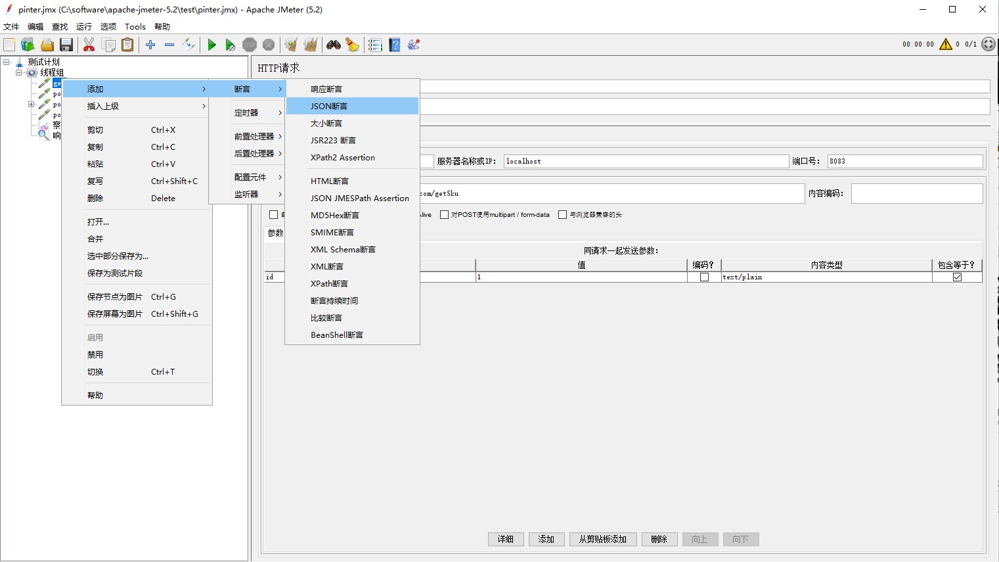 pinter.jmx (C:\software\apache-jmeter-5.2\test\pinter.jmx) - Apache JMeter (5.2)
文件 编辑 查找 运行 选项 Tools 帮助
00:00:00 0 0/1
测试计划
线程组
ge
po
po
po
察
响
添加
插入上级
剪切 Ctrl+X
复制 Ctrl+C
粘贴 Ctrl+V
复写 Ctrl+Shift+C
删除 Delete
打开...
合并
选中部分保存为...
保存为测试片段
保存节点为图片 Ctrl+G
保存屏幕为图片 Ctrl+Shift+G
启用
禁用
切换 Ctrl+T
帮助
断言
定时器
前置处理器
后置处理器
配置元件
监听器
响应断言
JSON断言
大小断言
JSR223 断言
XPath2 Assertion
HTML断言
JSON JMESPath Assertion
MD5Hex断言
SMIME断言
XML Schema断言
XML断言
XPath断言
断言持续时间
比较断言
BeanShell断言
HTTP请求
服务器名称或IP: localhost 端口号: 8083
com/getSku 内容编码:
Alive 对POST使用multipart / form-data 与浏览器兼容的头
参数
同请求一起发送参数:
值 编码? 内容类型 包含等于?
id 1 text/plain
详细 添加 从剪贴板添加 删除 向上 向下